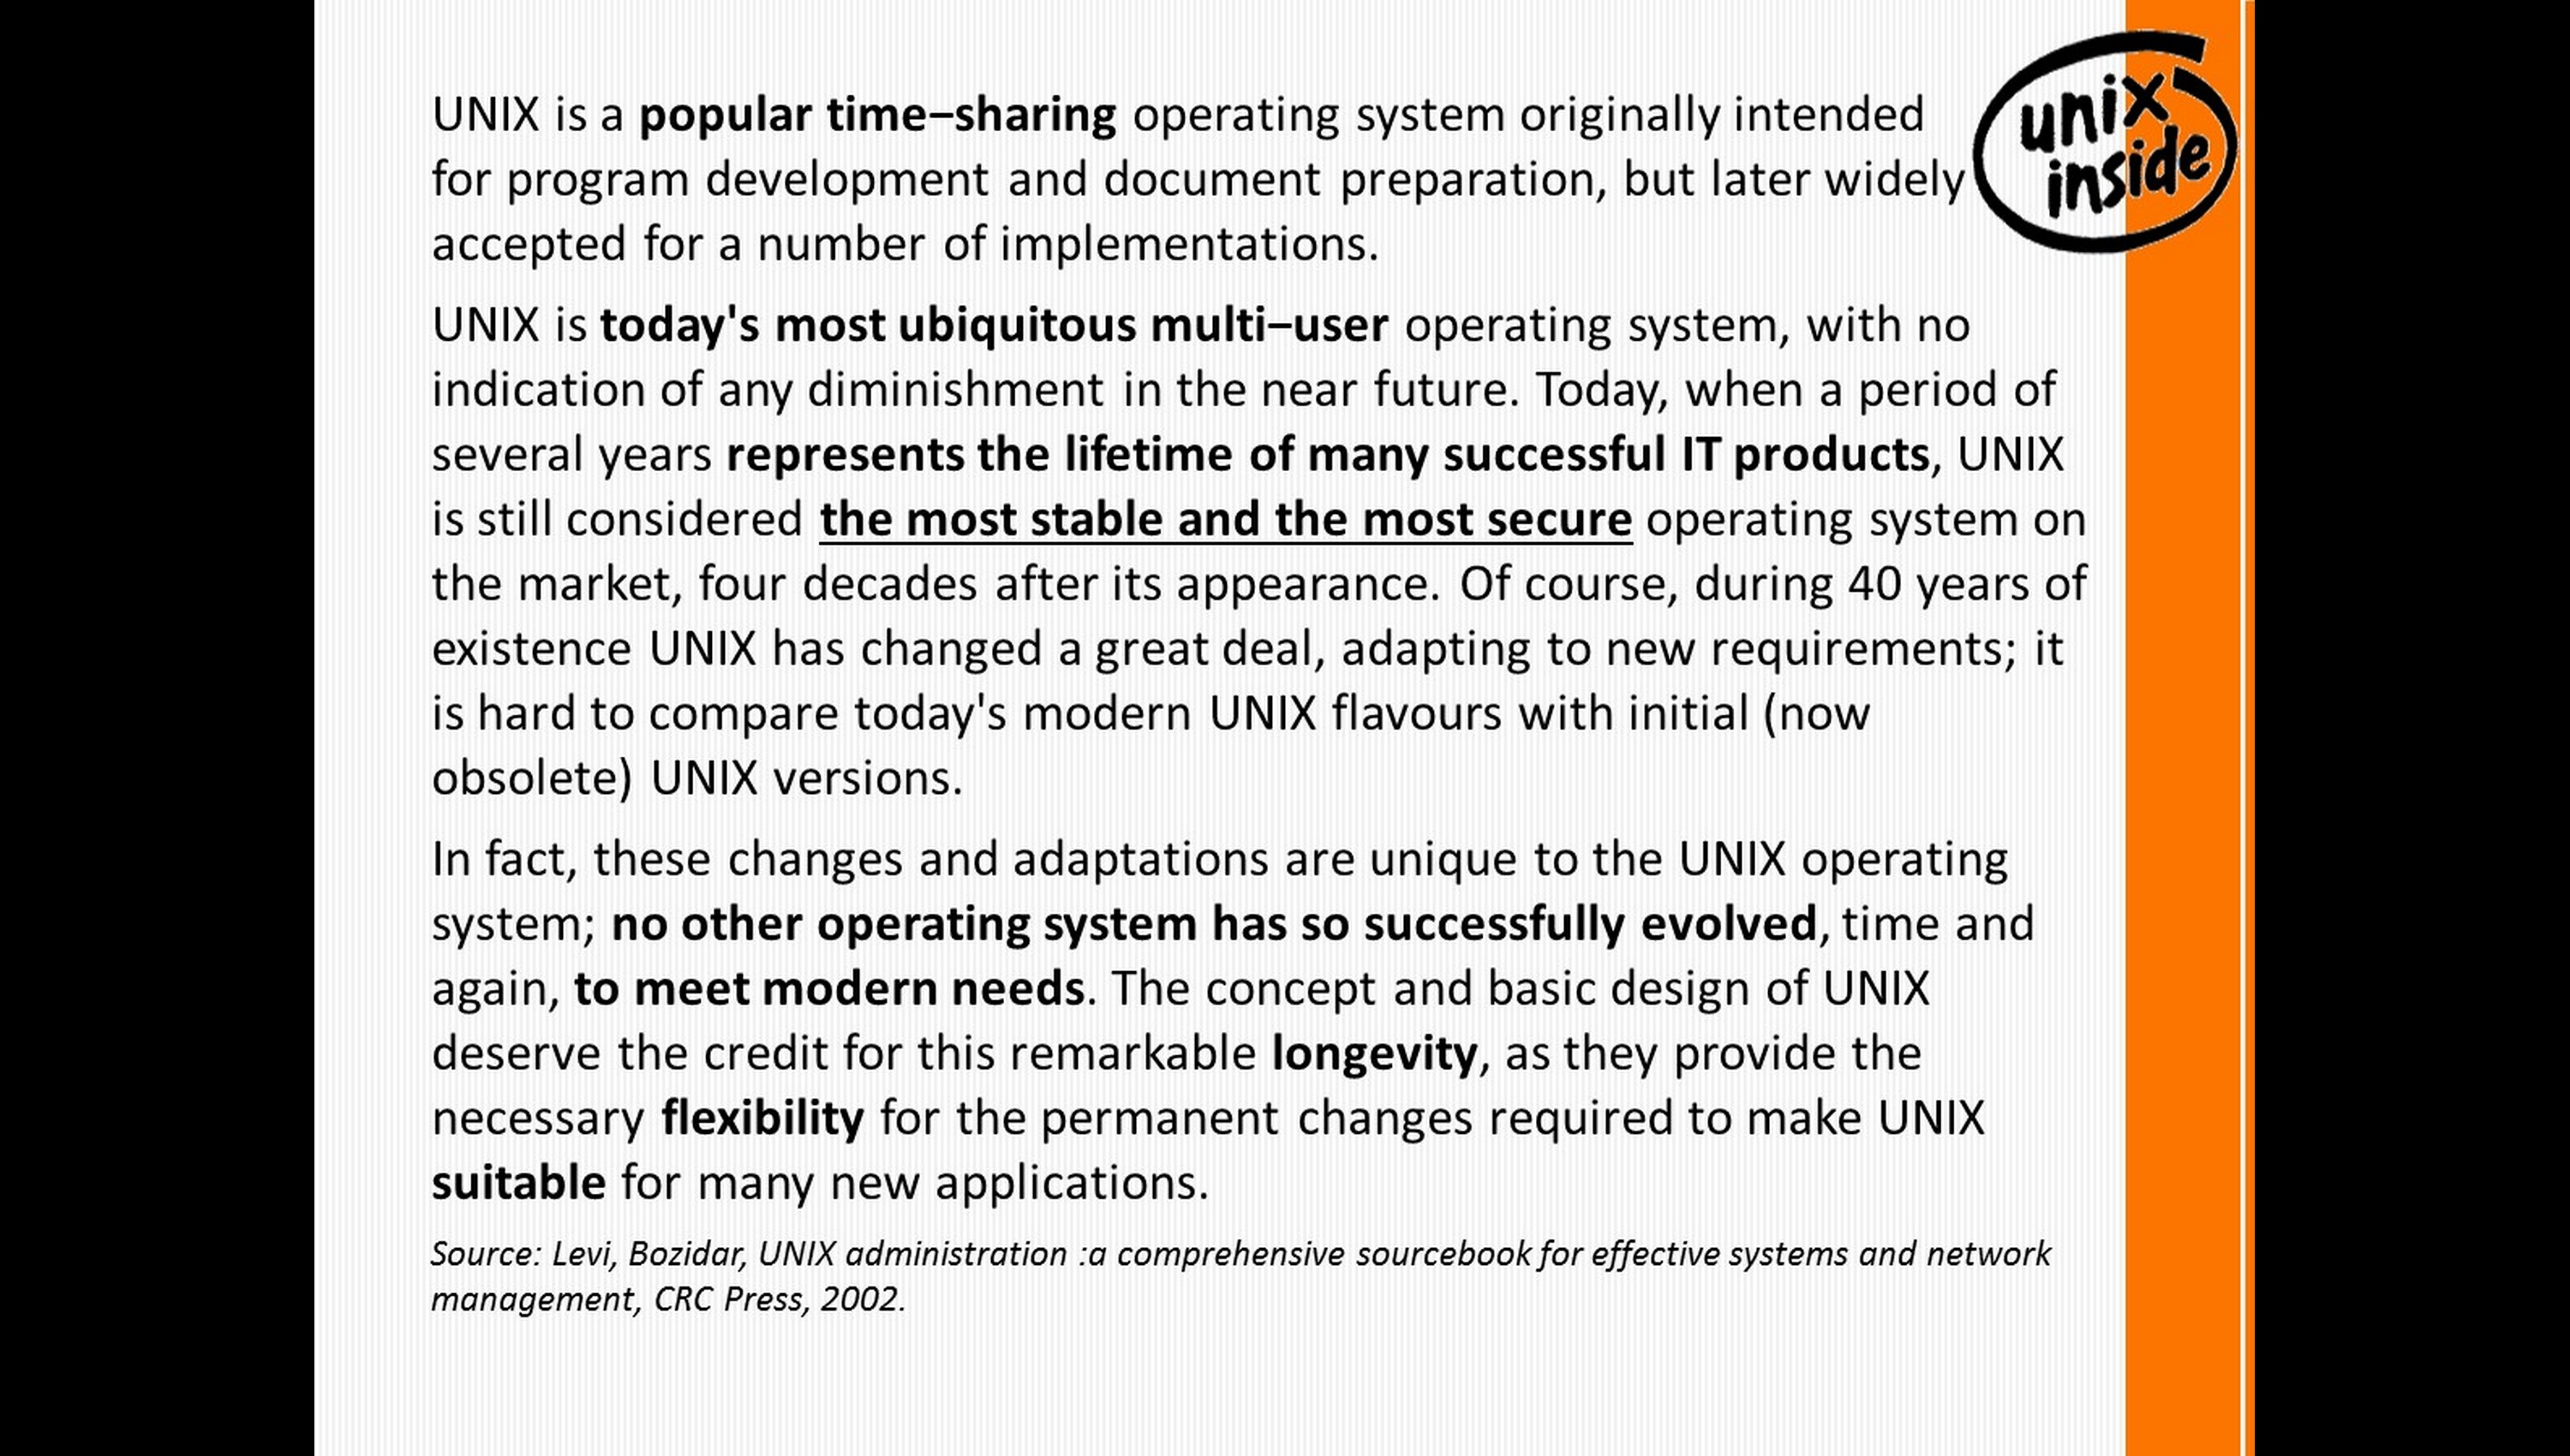 UNIX is a popular time–sharing operating system originally intended
for program development and document preparation, but later widely
accepted for a number of implementations.
UNIX is today's most ubiquitous multi–user operating system, with no
indication of any diminishment in the near future. Today, when a period of
several years represents the lifetime of many successful IT products, UNIX
is still considered the most stable and the most secure operating system on
the market, four decades after its appearance. Of course, during 40 years of
existence UNIX has changed a great deal, adapting to new requirements; it
is hard to compare today's modern UNIX flavours with initial (now
obsolete) UNIX versions.
In fact, these changes and adaptations are unique to the UNIX operating
system; no other operating system has so successfully evolved, time and
again, to meet modern needs. The concept and basic design of UNIX
deserve the credit for this remarkable longevity, as they provide the
necessary flexibility for the permanent changes required to make UNIX
suitable for many new applications.
Source: Levi, Bozidar, UNIX administration :a comprehensive sourcebook for effective systems and network
management, CRC Press, 2002.
unix
inside